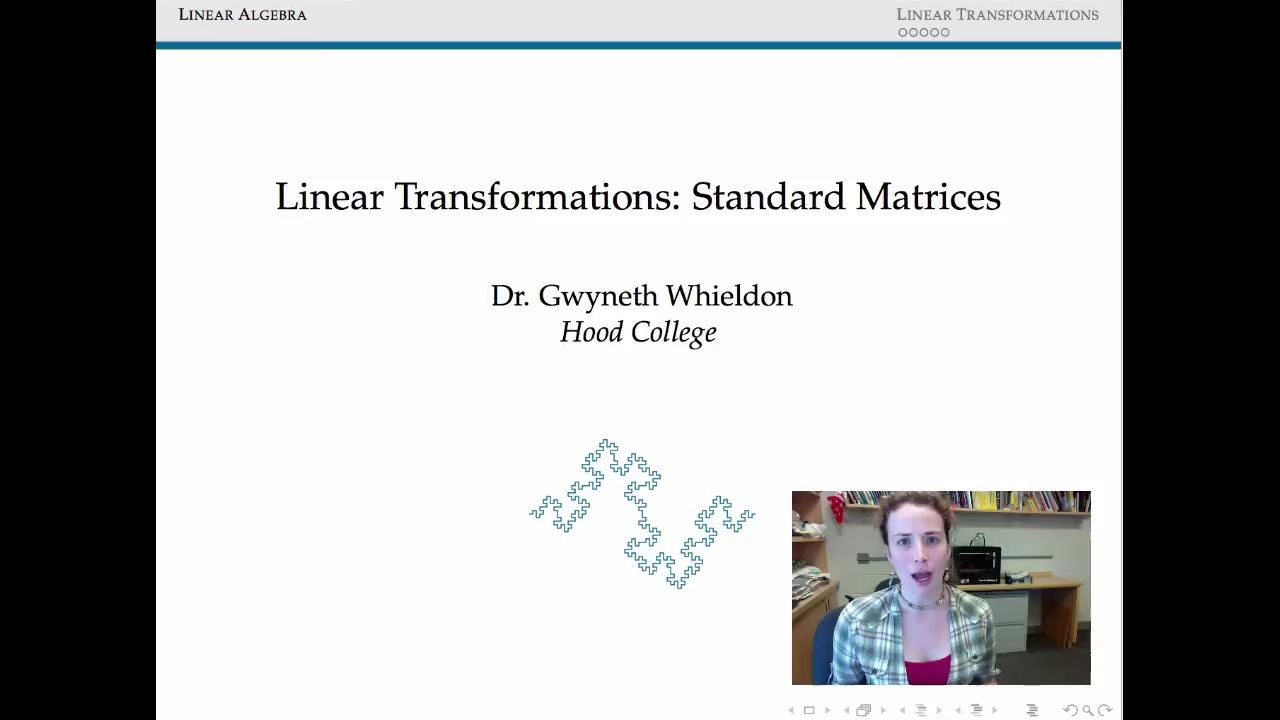 LINEAR ALGEBRA
LINEAR TRANSFORMATIONS
Linear Transformations: Standard Matrices
Dr. Gwyneth Whieldon
Hood College